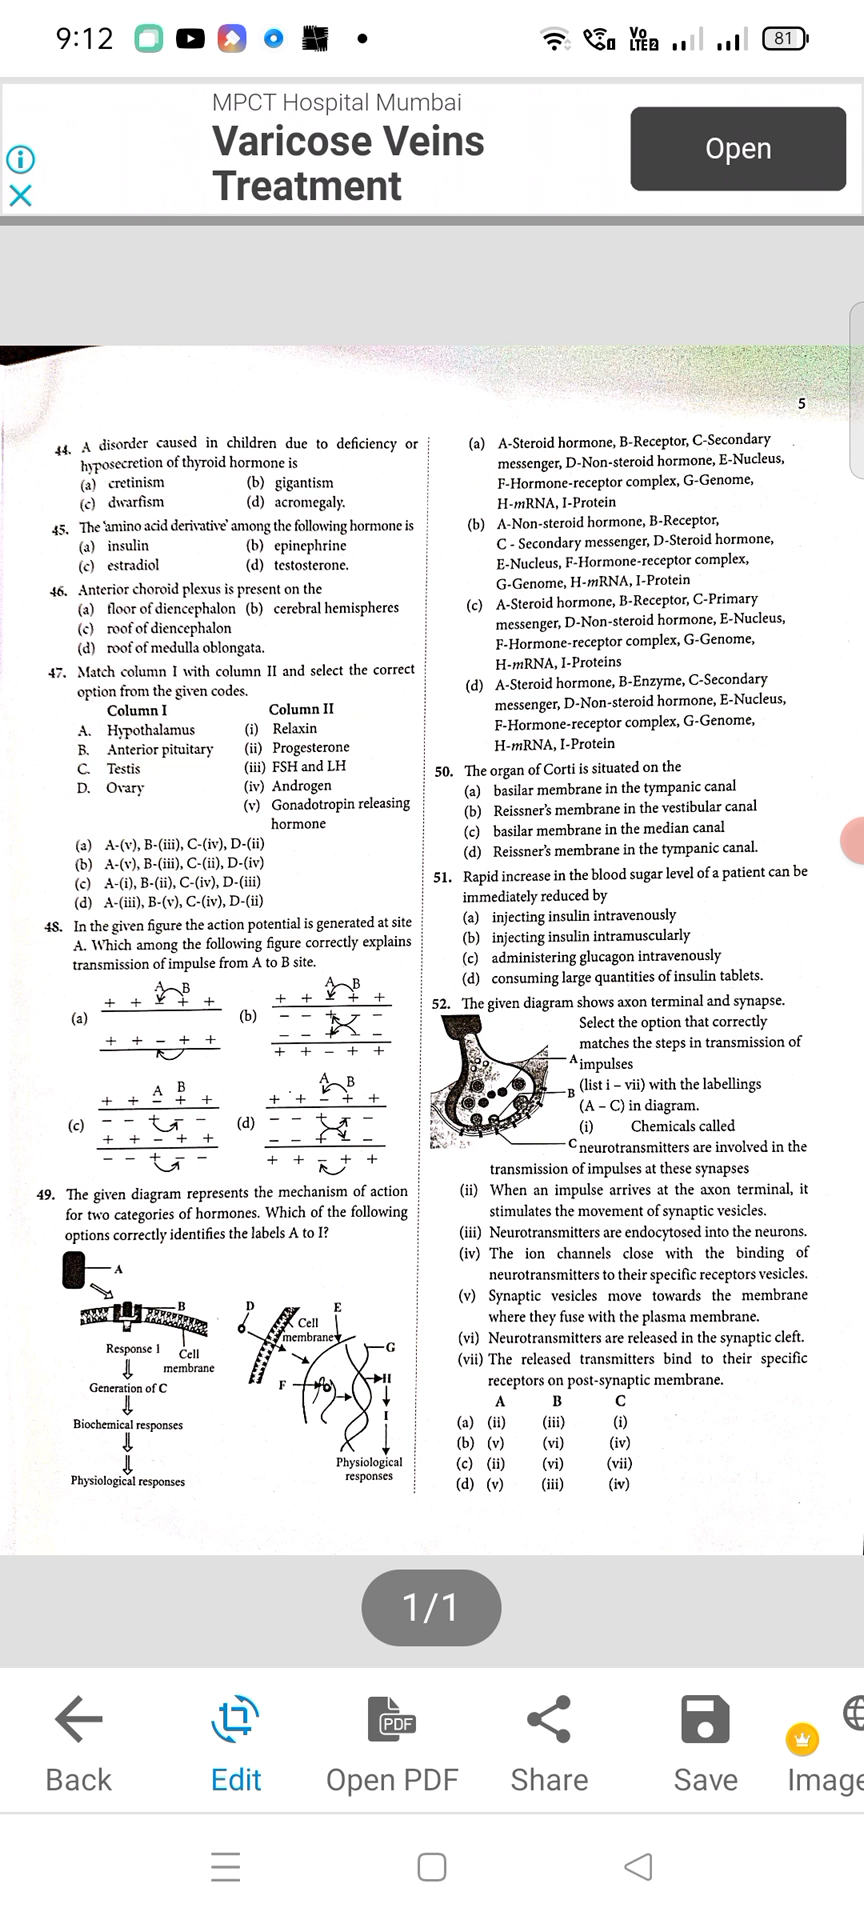 9:12
Vo
LTE2
81
MPCT Hospital Mumbai
Varicose Veins
Treatment
Open
5
44. A disorder caused in children due to deficiency or
hyposecretion of thyroid hormone is
(a) cretinism (b) gigantism
(c) dwarfism (d) acromegaly.
45. The 'amino acid derivative' among the following hormone is
(a) insulin (b) epinephrine
(c) estradiol (d) testosterone.
46. Anterior choroid plexus is present on the
(a) floor of diencephalon (b) cerebral hemispheres
(c) roof of diencephalon
(d) roof of medulla oblongata.
47. Match column I with column II and select the correct
option from the given codes.
Column I Column II
A. Hypothalamus (i) Relaxin
B. Anterior pituitary (ii) Progesterone
C. Testis (iii) FSH and LH
D. Ovary (iv) Androgen
(v) Gonadotropin releasing
hormone
(a) A-(v), B-(iii), C-(iv), D-(ii)
(b) A-(v), B-(iii), C-(ii), D-(iv)
(c) A-(i), B-(ii), C-(iv), D-(iii)
(d) A-(iii), B-(v), C-(iv), D-(ii)
48. In the given figure the action potential is generated at site
A. Which among the following figure correctly explains
transmission of impulse from A to B site.
A B A B
+ + − + + + + − + +
(a) (b) − − + − −
− − + − −
+ + − + + + + − + +
A B A B
+ + − + + + + − + +
(c) − − + − − (d) − − + − −
+ + − + + − − + − −
− − + − − + + − + +
49. The given diagram represents the mechanism of action
for two categories of hormones. Which of the following
options correctly identifies the labels A to I?
A
B
Response 1 Cell
membrane
Generation of C
Biochemical responses
Physiological responses
D E
Cell
membrane
G
F H
I
Physiological
responses
(a) A-Steroid hormone, B-Receptor, C-Secondary
messenger, D-Non-steroid hormone, E-Nucleus,
F-Hormone-receptor complex, G-Genome,
H-mRNA, I-Protein
(b) A-Non-steroid hormone, B-Receptor,
C - Secondary messenger, D-Steroid hormone,
E-Nucleus, F-Hormone-receptor complex,
G-Genome, H-mRNA, I-Protein
(c) A-Steroid hormone, B-Receptor, C-Primary
messenger, D-Non-steroid hormone, E-Nucleus,
F-Hormone-receptor complex, G-Genome,
H-mRNA, I-Proteins
(d) A-Steroid hormone, B-Enzyme, C-Secondary
messenger, D-Non-steroid hormone, E-Nucleus,
F-Hormone-receptor complex, G-Genome,
H-mRNA, I-Protein
50. The organ of Corti is situated on the
(a) basilar membrane in the tympanic canal
(b) Reissner's membrane in the vestibular canal
(c) basilar membrane in the median canal
(d) Reissner's membrane in the tympanic canal.
51. Rapid increase in the blood sugar level of a patient can be
immediately reduced by
(a) injecting insulin intravenously
(b) injecting insulin intramuscularly
(c) administering glucagon intravenously
(d) consuming large quantities of insulin tablets.
52. The given diagram shows axon terminal and synapse.
Select the option that correctly
matches the steps in transmission of
A impulses
B (list i – vii) with the labellings
(A – C) in diagram.
(i) Chemicals called
C neurotransmitters are involved in the
transmission of impulses at these synapses
(ii) When an impulse arrives at the axon terminal, it
stimulates the movement of synaptic vesicles.
(iii) Neurotransmitters are endocytosed into the neurons.
(iv) The ion channels close with the binding of
neurotransmitters to their specific receptors vesicles.
(v) Synaptic vesicles move towards the membrane
where they fuse with the plasma membrane.
(vi) Neurotransmitters are released in the synaptic cleft.
(vii) The released transmitters bind to their specific
receptors on post-synaptic membrane.
A B C
(a) (ii) (iii) (i)
(b) (v) (vi) (iv)
(c) (ii) (vi) (vii)
(d) (v) (iii) (iv)
1/1
PDF
Back Edit Open PDF Share Save Image